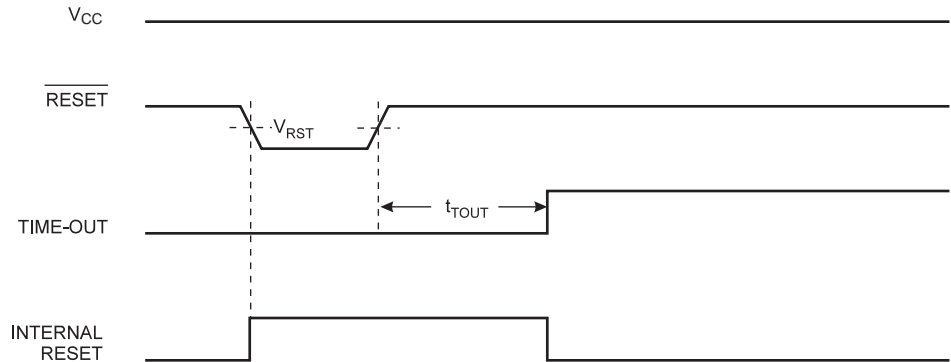 VCC
RESET
VRST
tTOUT
TIME-OUT
INTERNAL
RESET